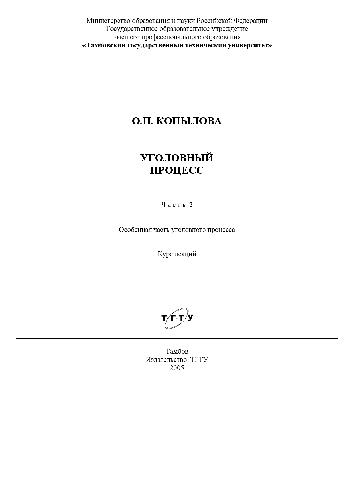 Министерство образования и науки Российской Федерации
Государственное образовательное учреждение
высшего профессионального образования
«Тамбовский государственный технический университет»
О.П. КОПЫЛОВА
УГОЛОВНЫЙ
ПРОЦЕСС
Часть 2
Особенная часть уголовного процесса
Курс лекций
ТГТУ
Тамбов
Издательство ТГТУ
2005